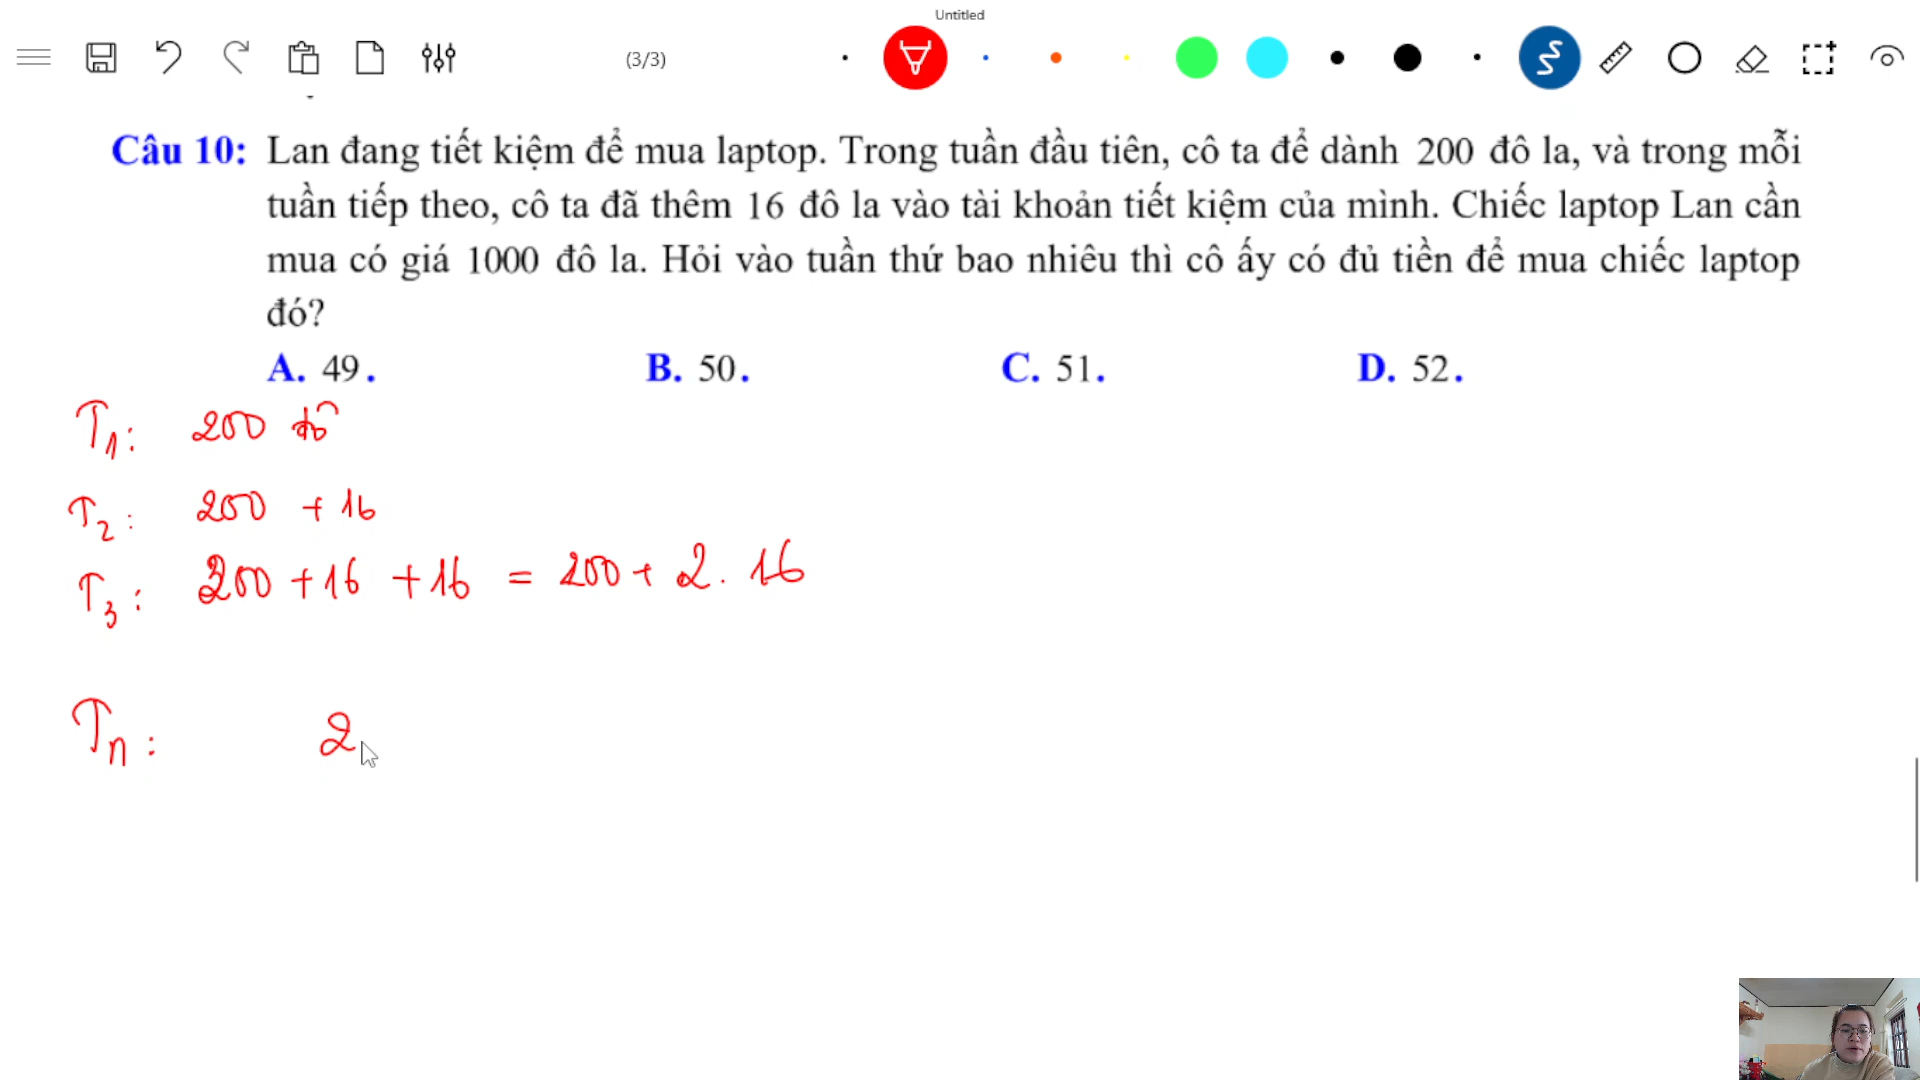 Untitled
(3/3)
Câu 10: Lan đang tiết kiệm để mua laptop. Trong tuần đầu tiên, cô ta để dành 200 đô la, và trong mỗi
tuần tiếp theo, cô ta đã thêm 16 đô la vào tài khoản tiết kiệm của mình. Chiếc laptop Lan cần
mua có giá 1000 đô la. Hỏi vào tuần thứ bao nhiêu thì cô ấy có đủ tiền để mua chiếc laptop
đó?
A. 49. B. 50. C. 51. D. 52.
T1: 200 đô
T2: 200 + 16
T3: 200 + 16 + 16 = 200 + 2. 16
Tn: 2